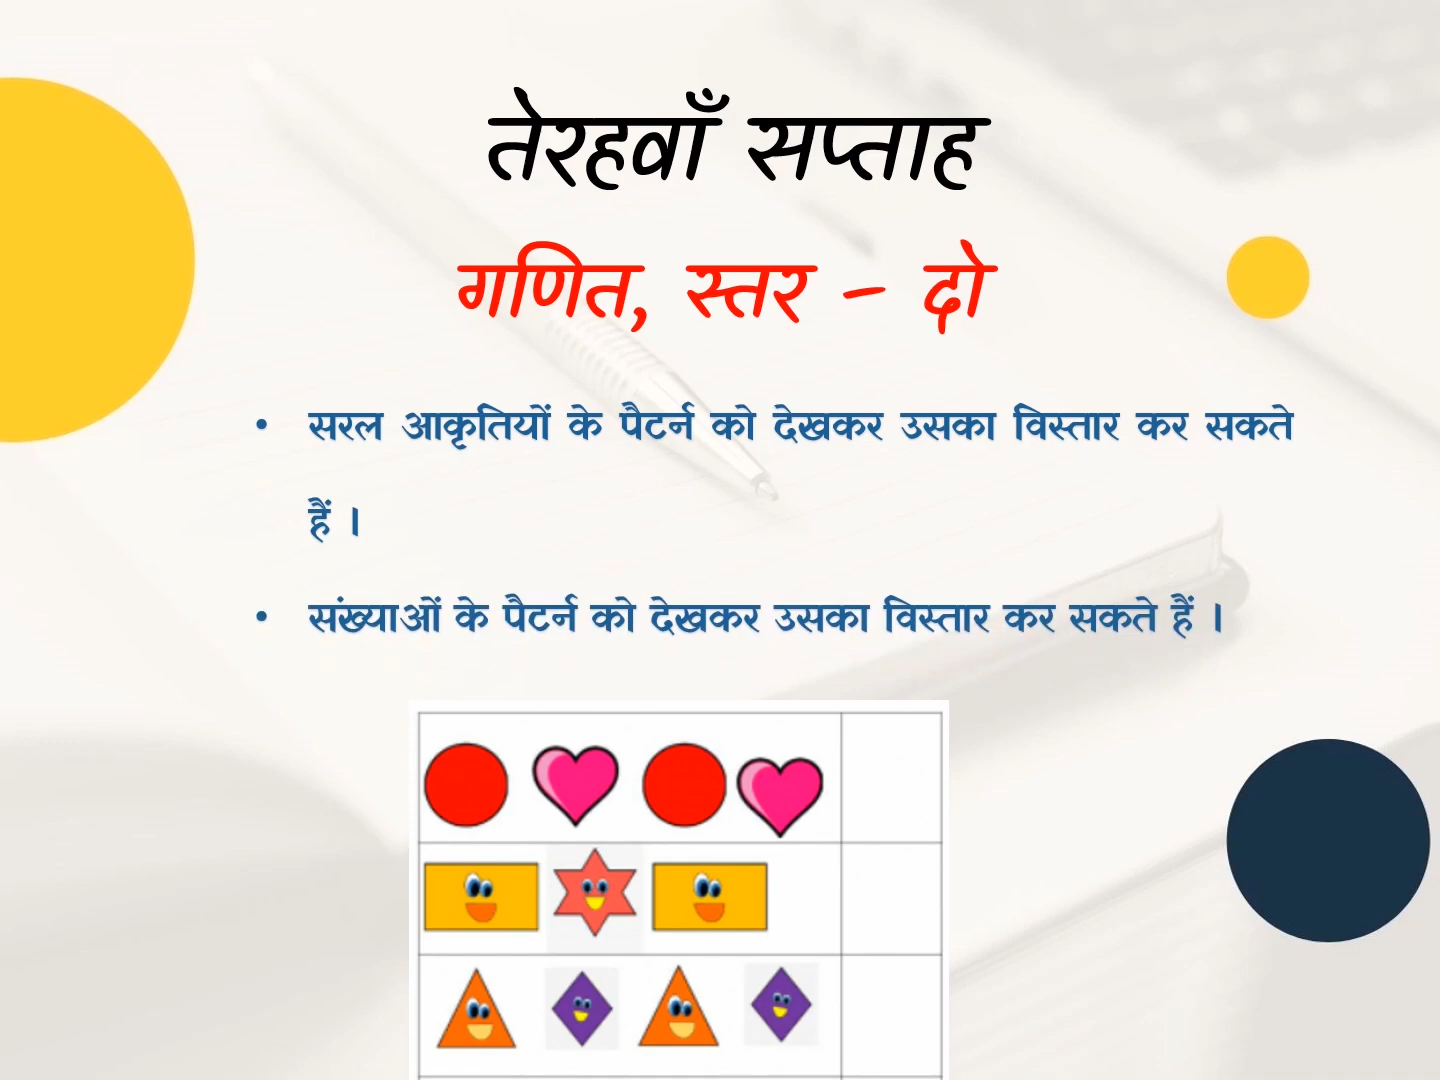 तेरहवाँ सप्ताह
गणित, स्तर – दो
• सरल आकृतियों के पैटर्न को देखकर उसका विस्तार कर सकते
हैं ।
• संख्याओं के पैटर्न को देखकर उसका विस्तार कर सकते हैं ।